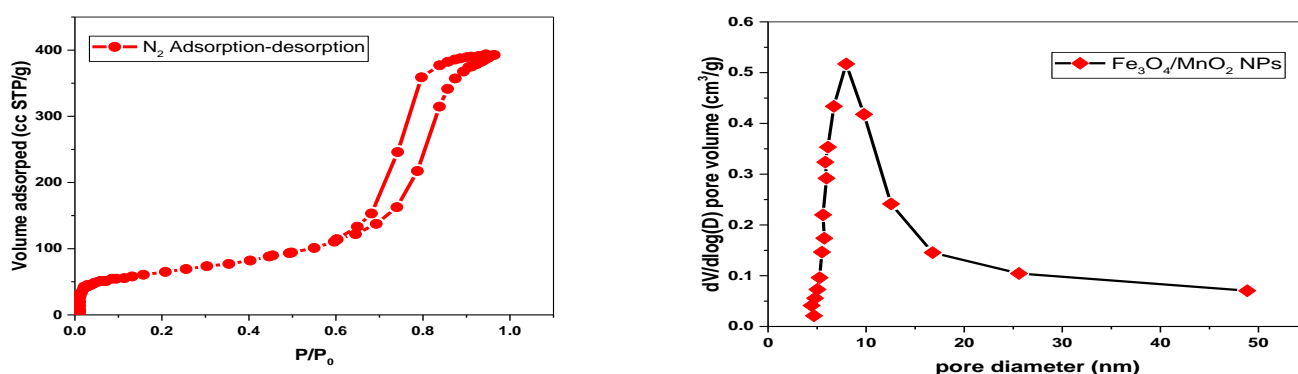 N₂ Adsorption-desorption
Volume adsorped (cc STP/g)
400
300
200
100
0
0.0 0.2 0.4 0.6 0.8 1.0
P/P₀
Fe₃O₄/MnO₂ NPs
dV/dlog(D) pore volume (cm³/g)
0.6
0.5
0.4
0.3
0.2
0.1
0.0
0 10 20 30 40 50
pore diameter (nm)